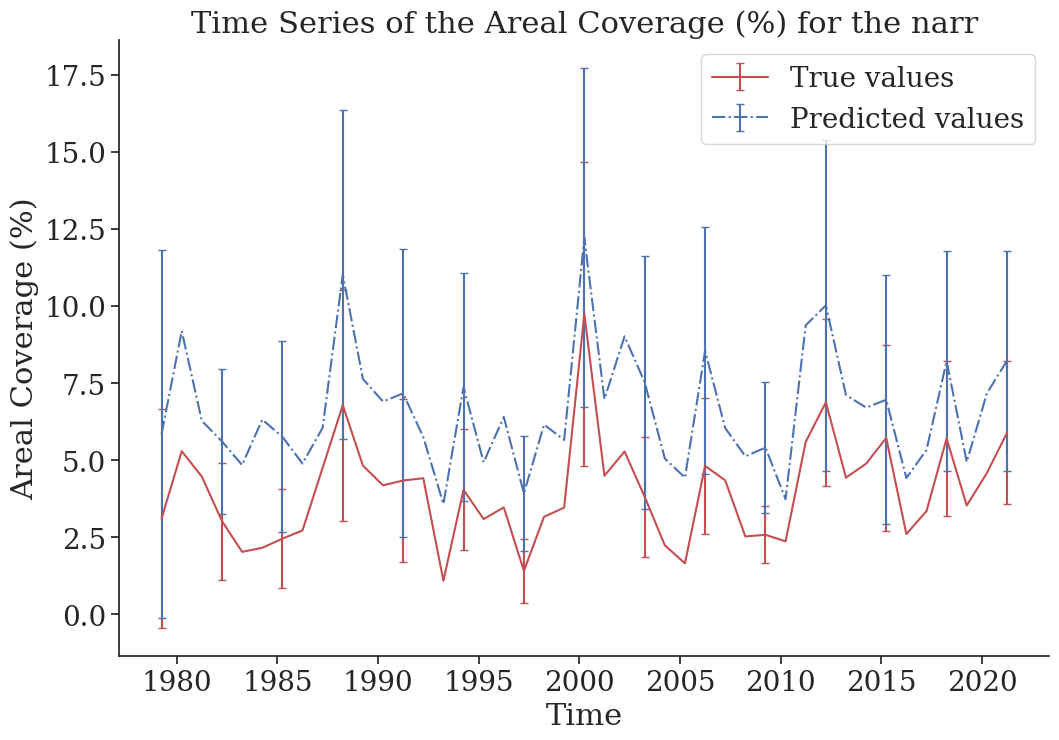 Time Series of the Areal Coverage (%) for the narr
True values
Predicted values
Areal Coverage (%)
17.5
15.0
12.5
10.0
7.5
5.0
2.5
0.0
1980 1985 1990 1995 2000 2005 2010 2015 2020
Time